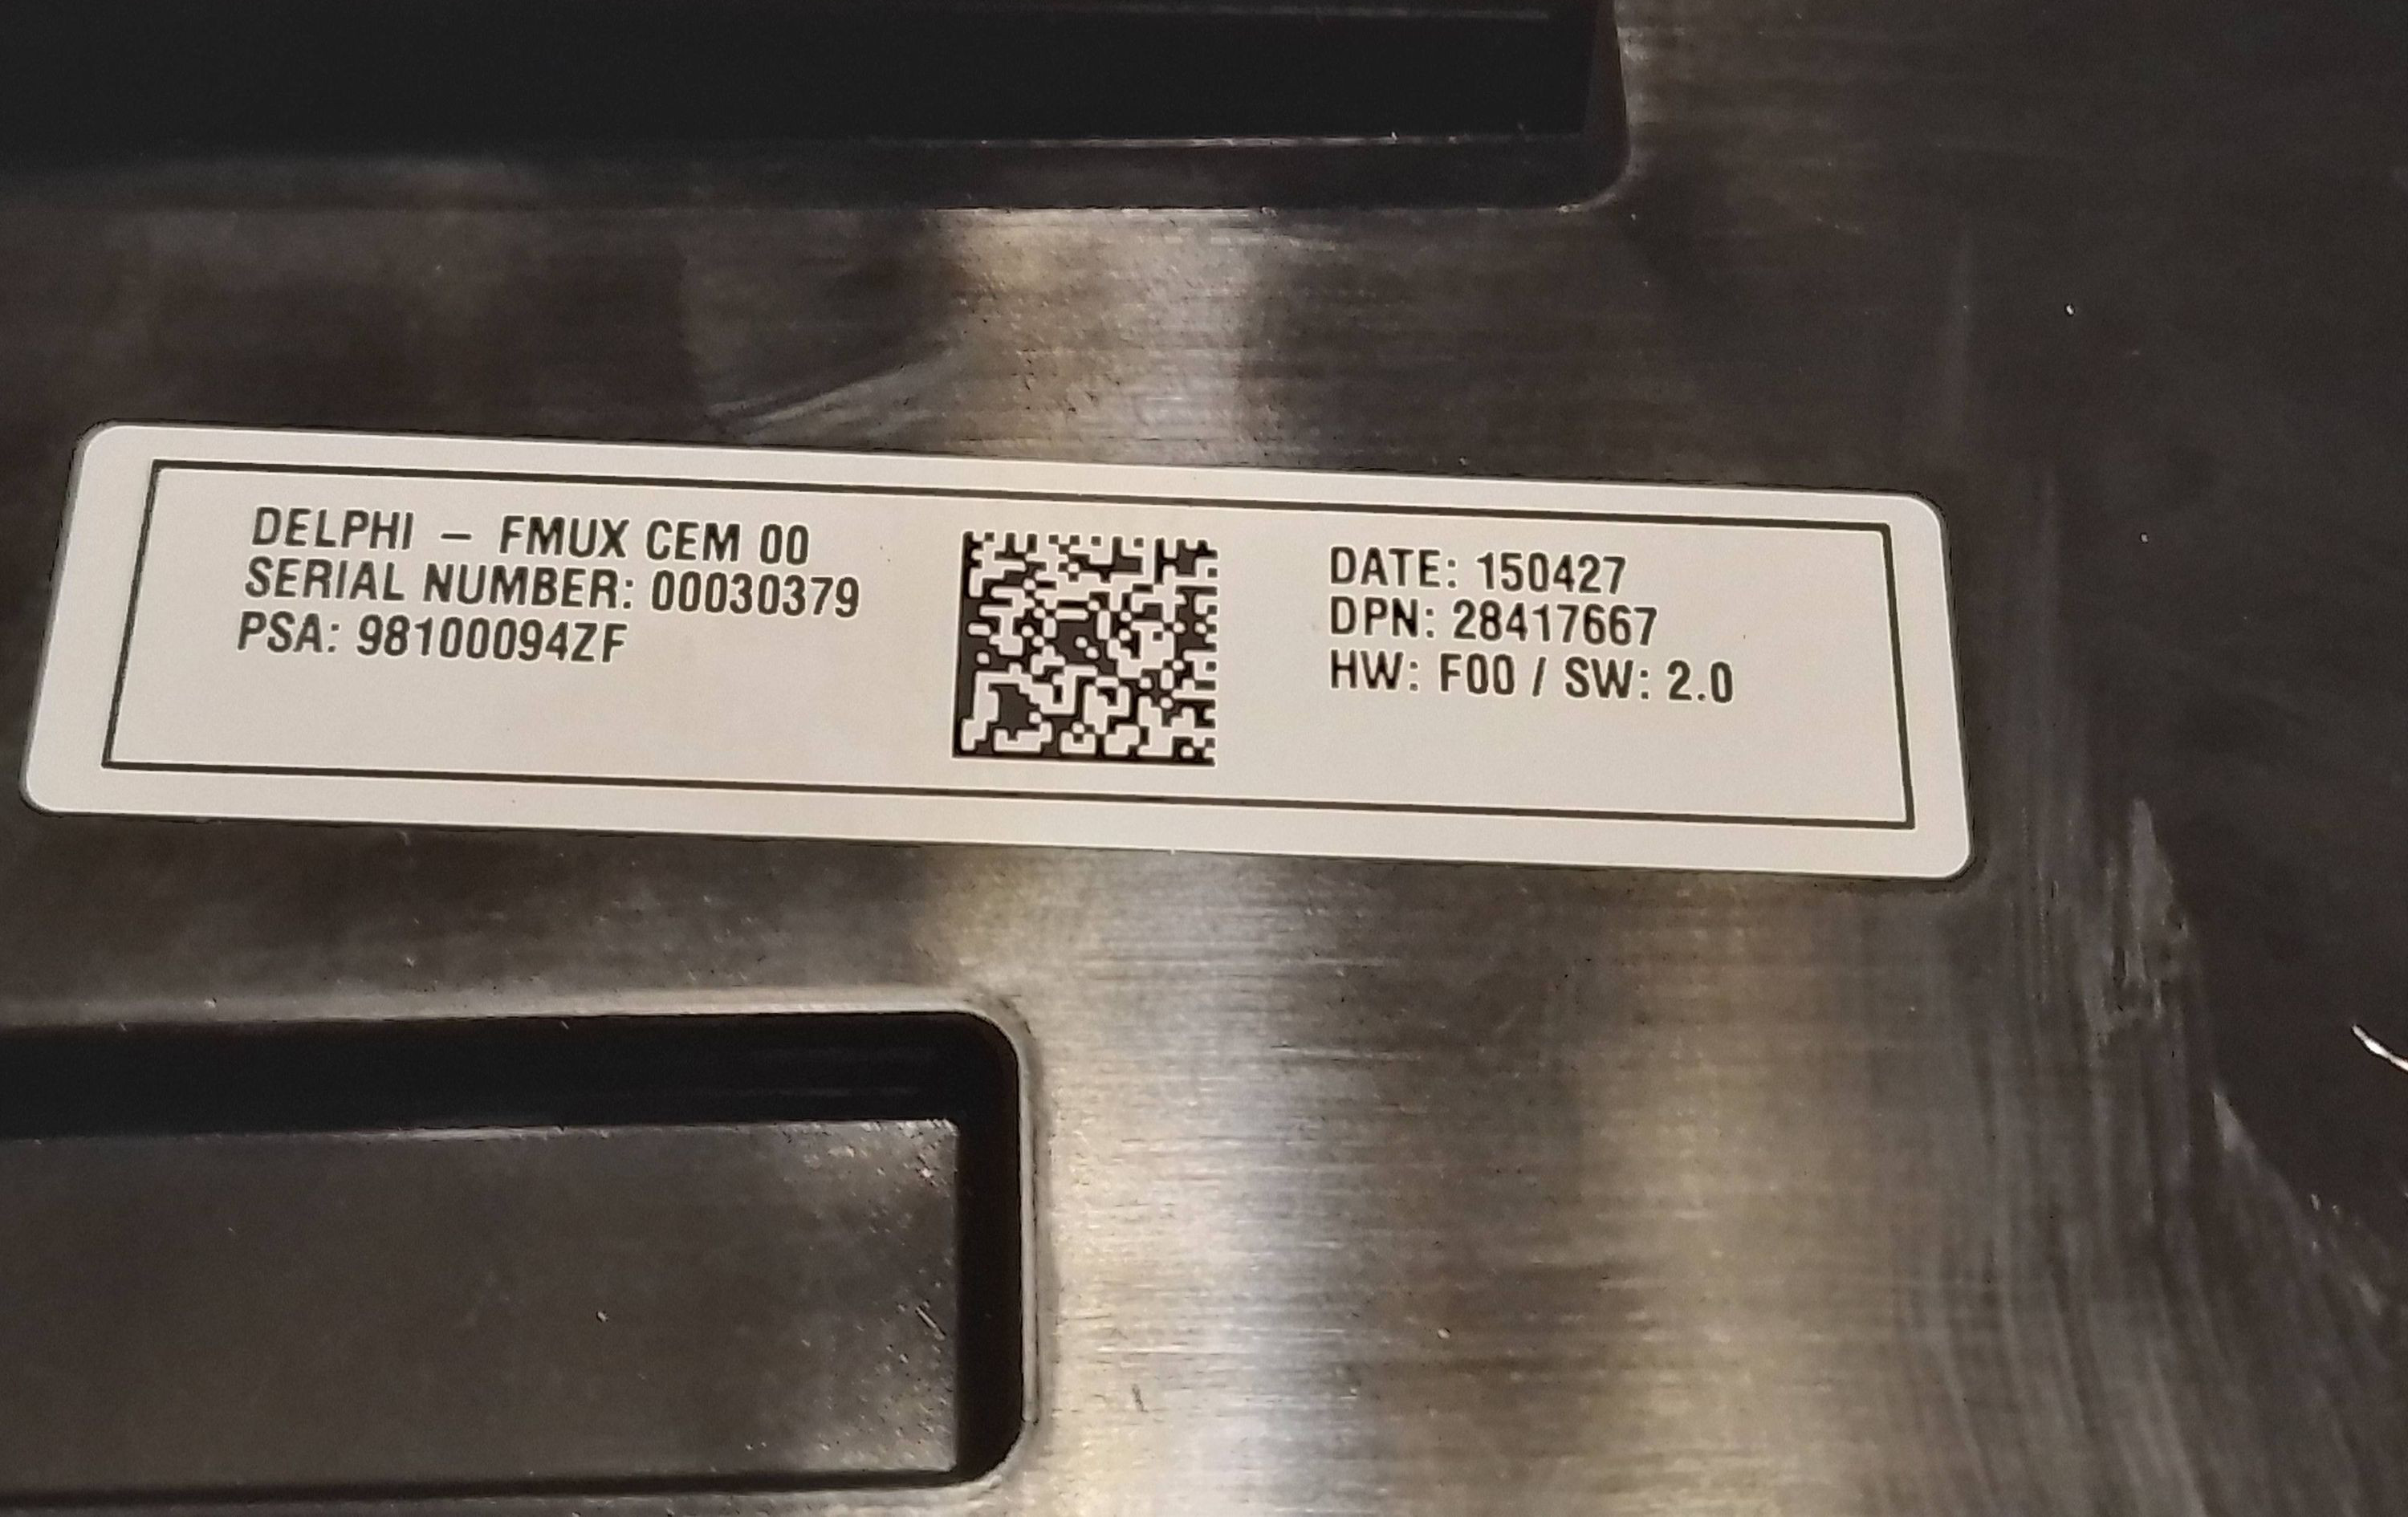 DELPHI – FMUX CEM 00
SERIAL NUMBER: 00030379
PSA: 98100094ZF
DATE: 150427
DPN: 28417667
HW: F00 / SW: 2.0